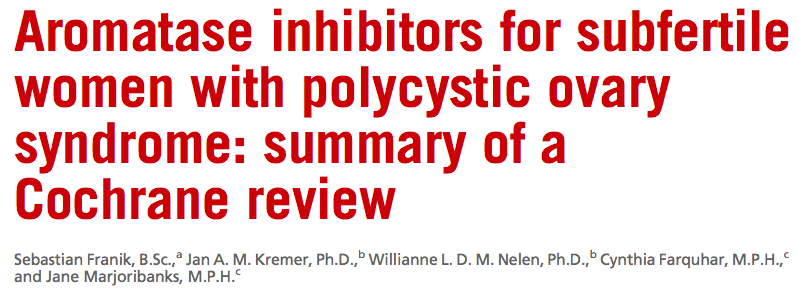 Aromatase inhibitors for subfertile
women with polycystic ovary
syndrome: summary of a
Cochrane review
Sebastian Franik, B.Sc.,a Jan A. M. Kremer, Ph.D.,b Willianne L. D. M. Nelen, Ph.D.,b Cynthia Farquhar, M.P.H.,c
and Jane Marjoribanks, M.P.H.c